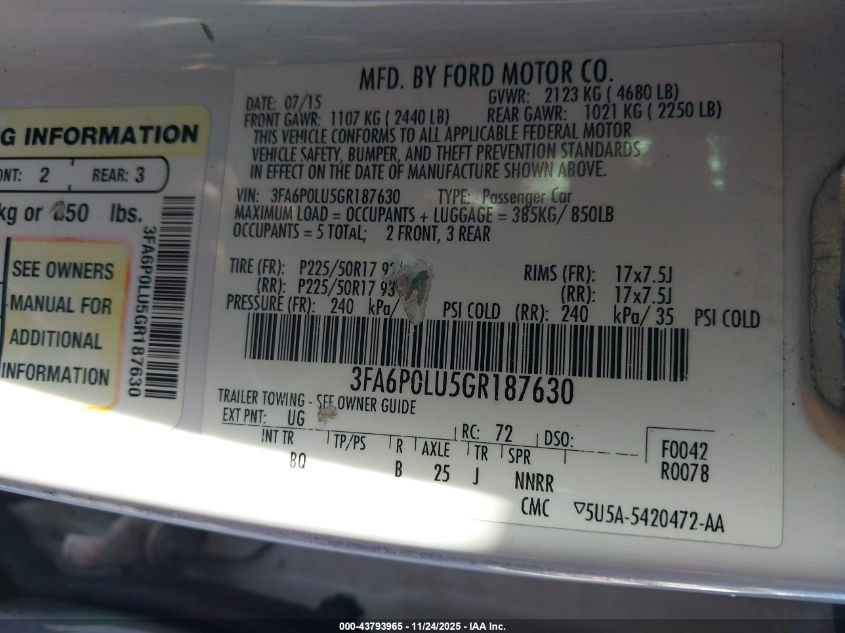 G INFORMATION
NT: 2 REAR: 3
kg or 850 lbs.
SEE OWNERS
MANUAL FOR
ADDITIONAL
INFORMATION
3FA6P0LU5GR187630
MFD. BY FORD MOTOR CO.
DATE: 07/15 GVWR: 2123 KG ( 4680 LB)
FRONT GAWR: 1107 KG ( 2440 LB) REAR GAWR: 1021 KG ( 2250 LB)
THIS VEHICLE CONFORMS TO ALL APPLICABLE FEDERAL MOTOR
VEHICLE SAFETY, BUMPER, AND THEFT PREVENTION STANDARDS
IN EFFECT ON THE DATE OF MANUFACTURE SHOWN ABOVE.
VIN: 3FA6P0LU5GR187630 TYPE: Passenger Car
MAXIMUM LOAD = OCCUPANTS + LUGGAGE = 385KG/ 850LB
OCCUPANTS = 5 TOTAL; 2 FRONT, 3 REAR
TIRE (FR): P225/50R17 RIMS (FR): 17x7.5J
(RR): P225/50R17 93 (RR): 17x7.5J
PRESSURE (FR): 240 kPa/ PSI COLD (RR): 240 kPa/ 35 PSI COLD
3FA6P0LU5GR187630
TRAILER TOWING - SEE OWNER GUIDE
EXT PNT: UG RC: 72 DSO:
INT TR TP/PS R AXLE TR SPR
BQ B 25 J NNRR
F0042
R0078
CMC ▽5U5A-5420472-AA
000-43793965 - 11/24/2025 - IAA Inc.